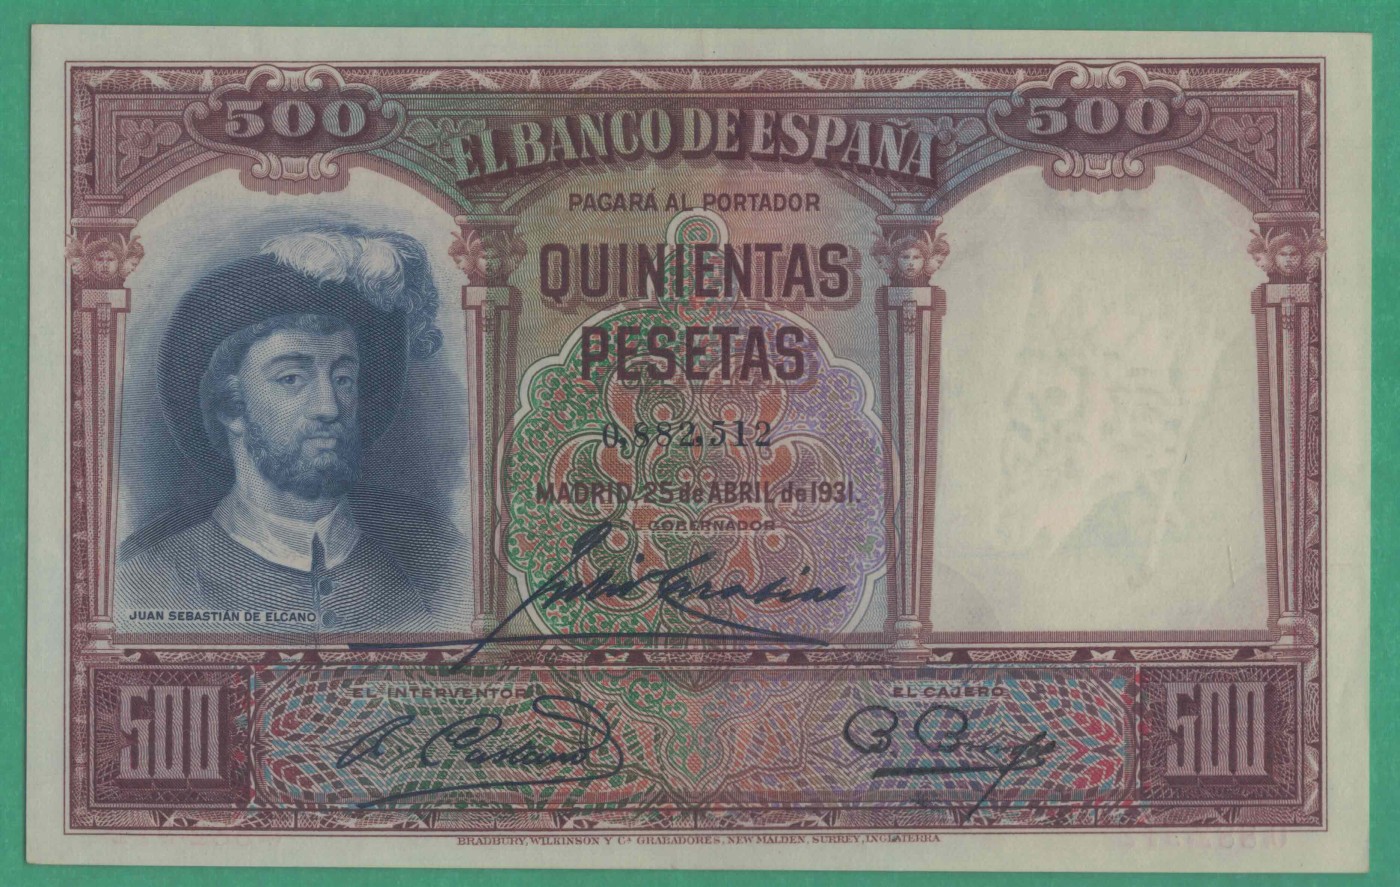 500 500
EL BANCO DE ESPAÑA
PAGARÁ AL PORTADOR
QUINIENTAS
PESETAS
0,882,512
MADRID, 25 de ABRIL de 1931.
EL GOBERNADOR
JUAN SEBASTIÁN DE ELCANO
EL INTERVENTOR EL CAJERO
500 500
BRADBURY, WILKINSON Y Cª GRABADORES, NEW MALDEN, SURREY, INGLATERRA